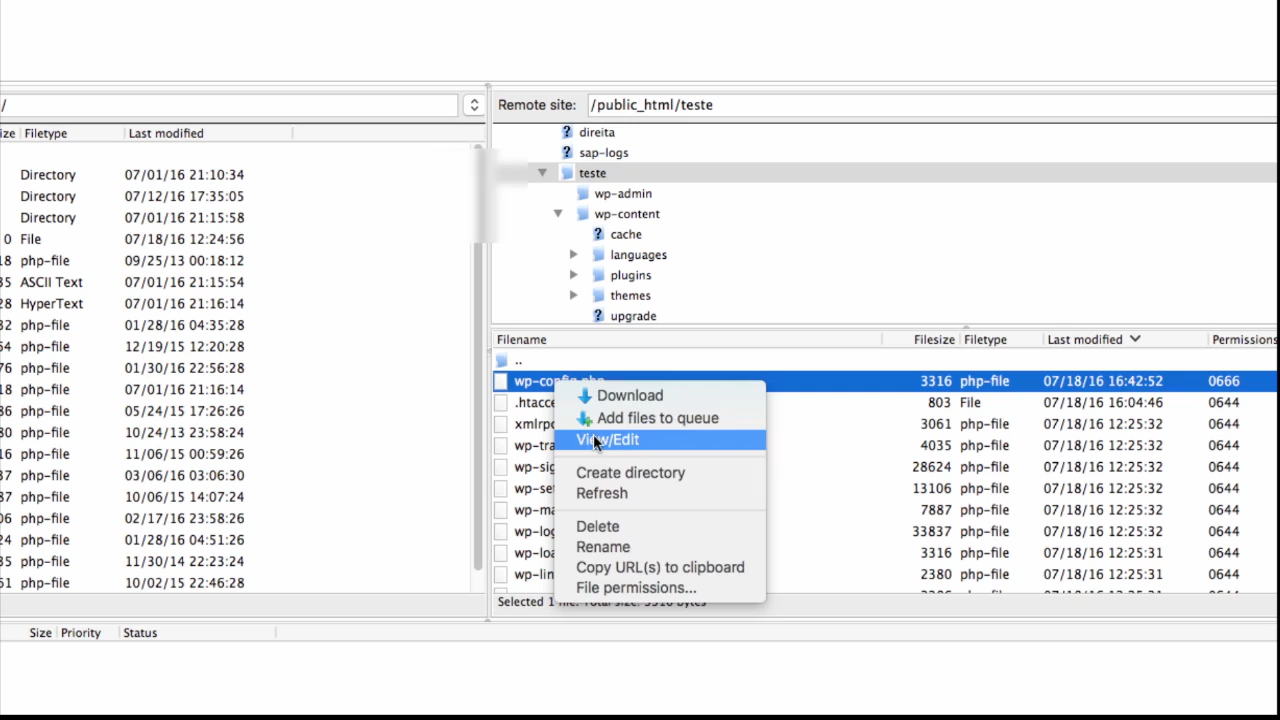 /
Remote site: /public_html/teste
ize Filetype Last modified
Directory 07/01/16 21:10:34
Directory 07/12/16 17:35:05
Directory 07/01/16 21:15:58
0 File 07/18/16 12:24:56
18 php-file 09/25/13 00:18:12
35 ASCII Text 07/01/16 21:15:54
28 HyperText 07/01/16 21:16:14
32 php-file 01/28/16 04:35:28
64 php-file 12/19/15 12:20:28
76 php-file 01/30/16 22:56:28
18 php-file 07/01/16 21:16:14
86 php-file 05/24/15 17:26:26
80 php-file 10/24/13 23:58:24
16 php-file 11/06/15 00:59:26
37 php-file 03/06/16 03:06:30
87 php-file 10/06/15 14:07:24
06 php-file 02/17/16 23:58:26
24 php-file 01/28/16 04:51:26
35 php-file 11/30/14 22:23:24
61 php-file 10/02/15 22:46:28
? direita
? sap-logs
teste
wp-admin
wp-content
? cache
languages
plugins
themes
? upgrade
Filename Filesize Filetype Last modified Permissions
..
wp-config.php 3316 php-file 07/18/16 16:42:52 0666
.htacce 803 File 07/18/16 16:04:46 0644
xmlrpc 3061 php-file 07/18/16 12:25:32 0644
wp-tra 4035 php-file 07/18/16 12:25:32 0644
wp-sig 28624 php-file 07/18/16 12:25:32 0644
wp-set 13106 php-file 07/18/16 12:25:32 0644
wp-ma 7887 php-file 07/18/16 12:25:32 0644
wp-log 33837 php-file 07/18/16 12:25:32 0644
wp-loa 3316 php-file 07/18/16 12:25:31 0644
wp-lin 2380 php-file 07/18/16 12:25:31 0644
Download
Add files to queue
View/Edit
Create directory
Refresh
Delete
Rename
Copy URL(s) to clipboard
File permissions...
Selected 1 file. Total size: 3316 bytes
Size Priority Status